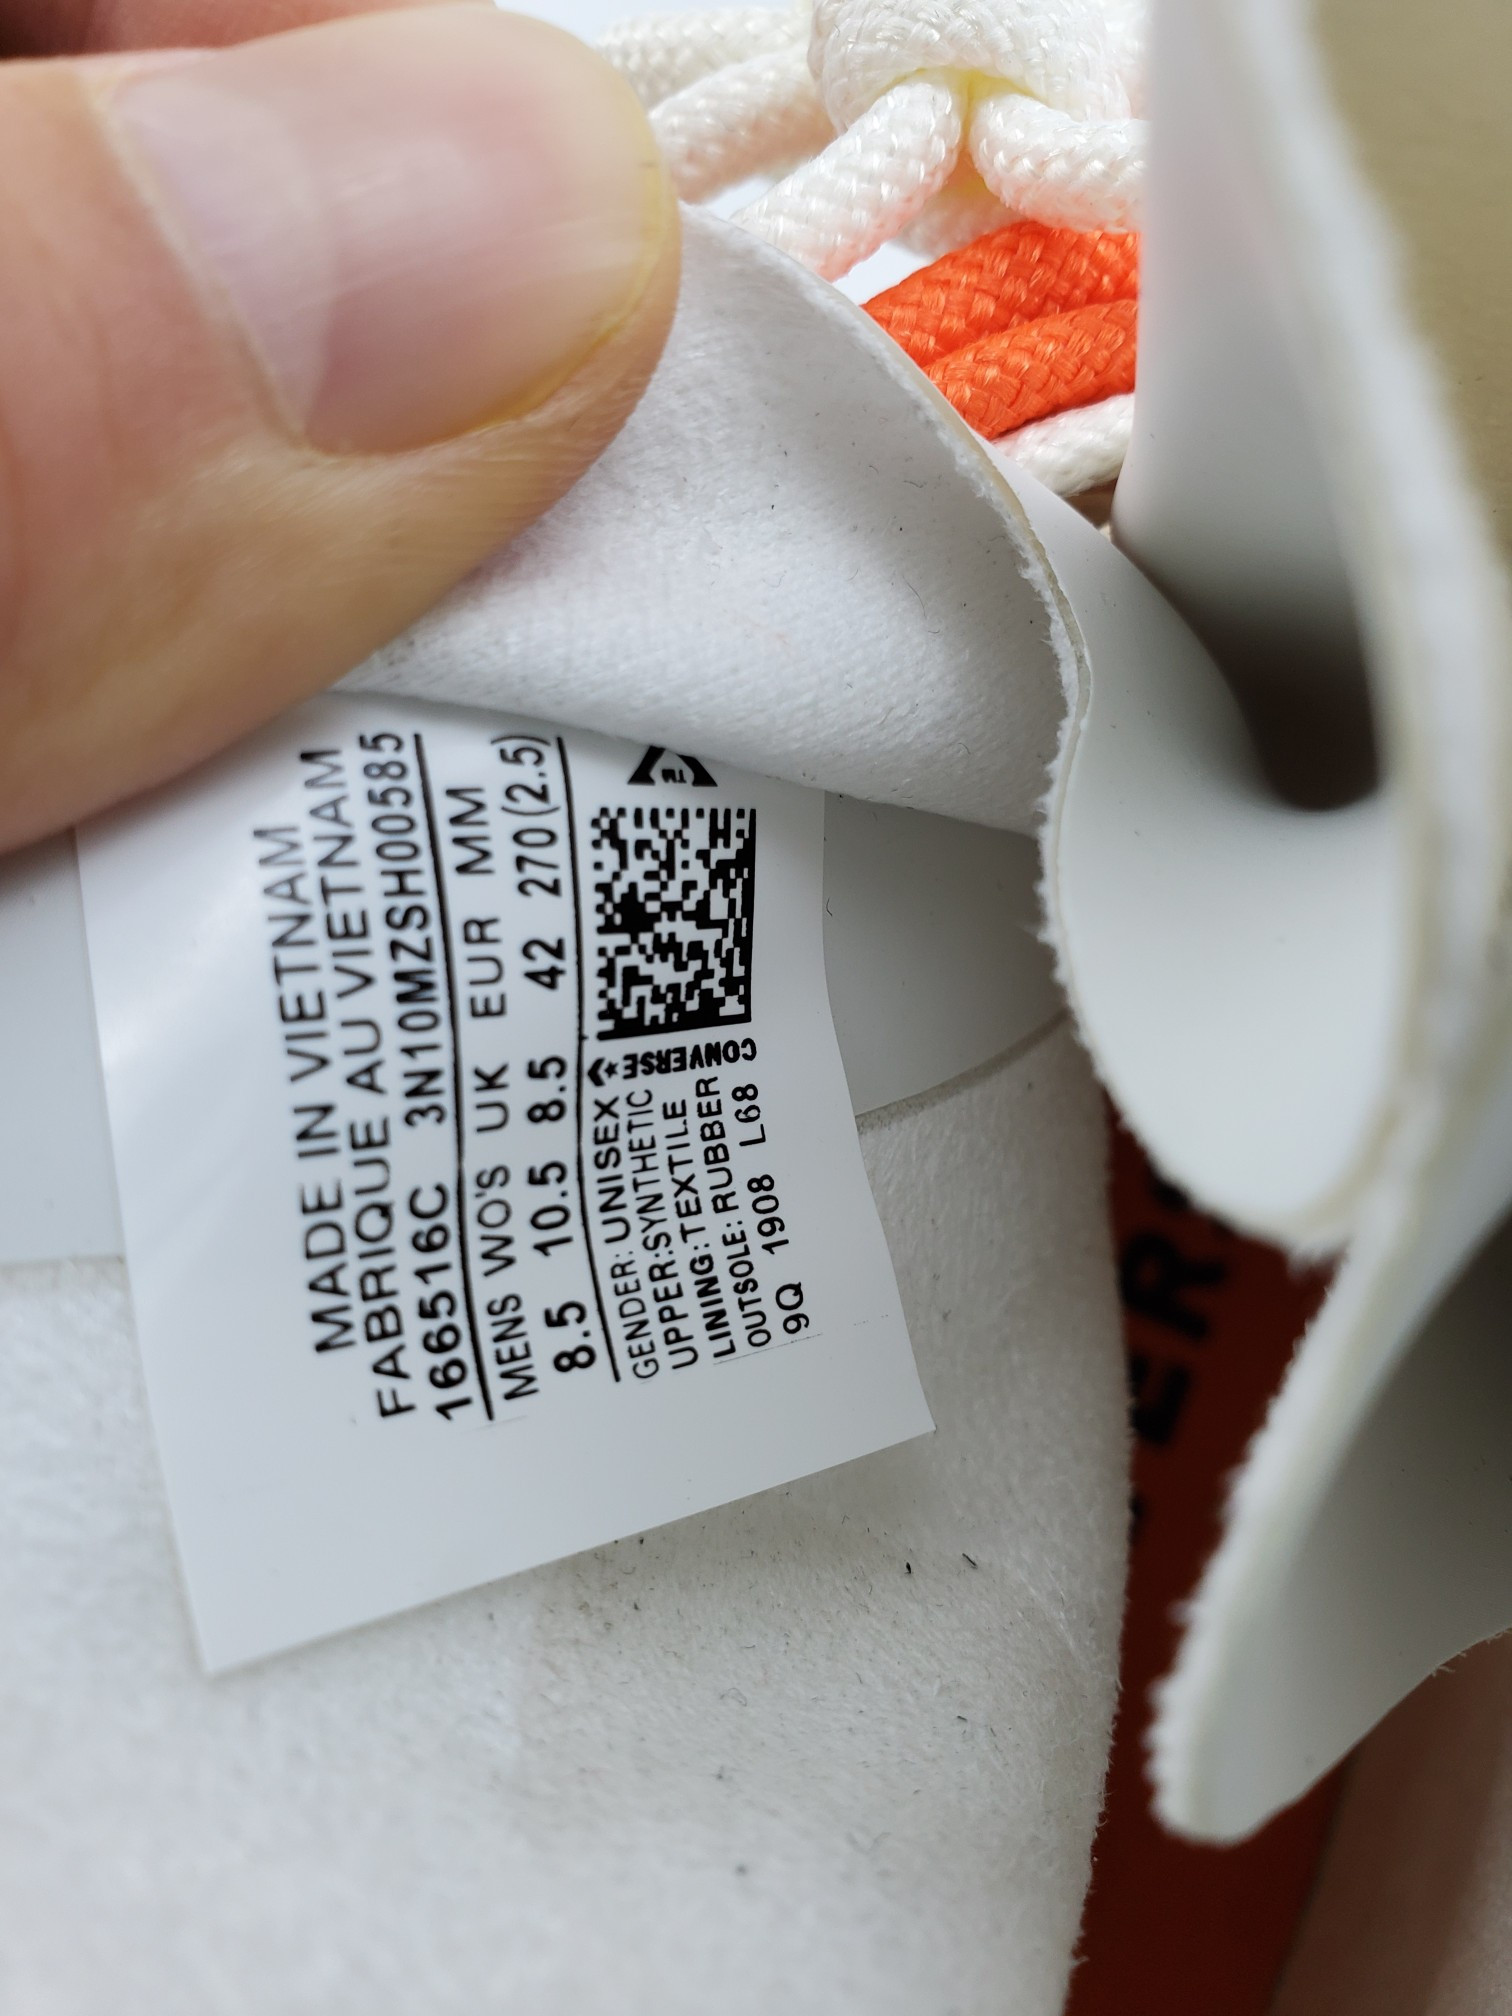 MADE IN VIETNAM
FABRIQUE AU VIETNAM
166516C 3N10MZSH00585
MENS WO'S UK EUR MM
8.5 10.5 8.5 42 270(2.5)
GENDER: UNISEX
UPPER:SYNTHETIC
LINING:TEXTILE
OUTSOLE: RUBBER
9Q 1908 L68
CONVERSE
TM